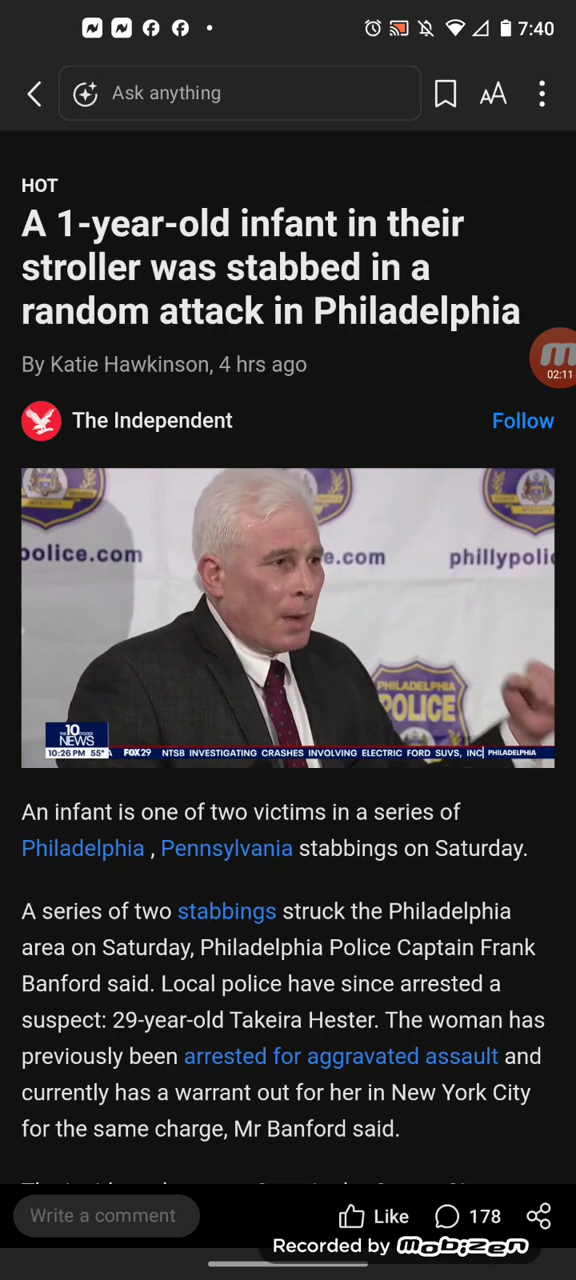 7:40
Ask anything
AA
HOT
A 1-year-old infant in their
stroller was stabbed in a
random attack in Philadelphia
By Katie Hawkinson, 4 hrs ago
02:11
The Independent
Follow
police.com
e.com
phillypolic
PHILADELPHIA
POLICE
THE 10 O'CLOCK
NEWS
10:26 PM 55°
FOX29 NTSB INVESTIGATING CRASHES INVOLVING ELECTRIC FORD SUVS, INC PHILADELPHIA
An infant is one of two victims in a series of
Philadelphia , Pennsylvania stabbings on Saturday.
A series of two stabbings struck the Philadelphia
area on Saturday, Philadelphia Police Captain Frank
Banford said. Local police have since arrested a
suspect: 29-year-old Takeira Hester. The woman has
previously been arrested for aggravated assault and
currently has a warrant out for her in New York City
for the same charge, Mr Banford said.
Write a comment
Like
178
Recorded by mobizen